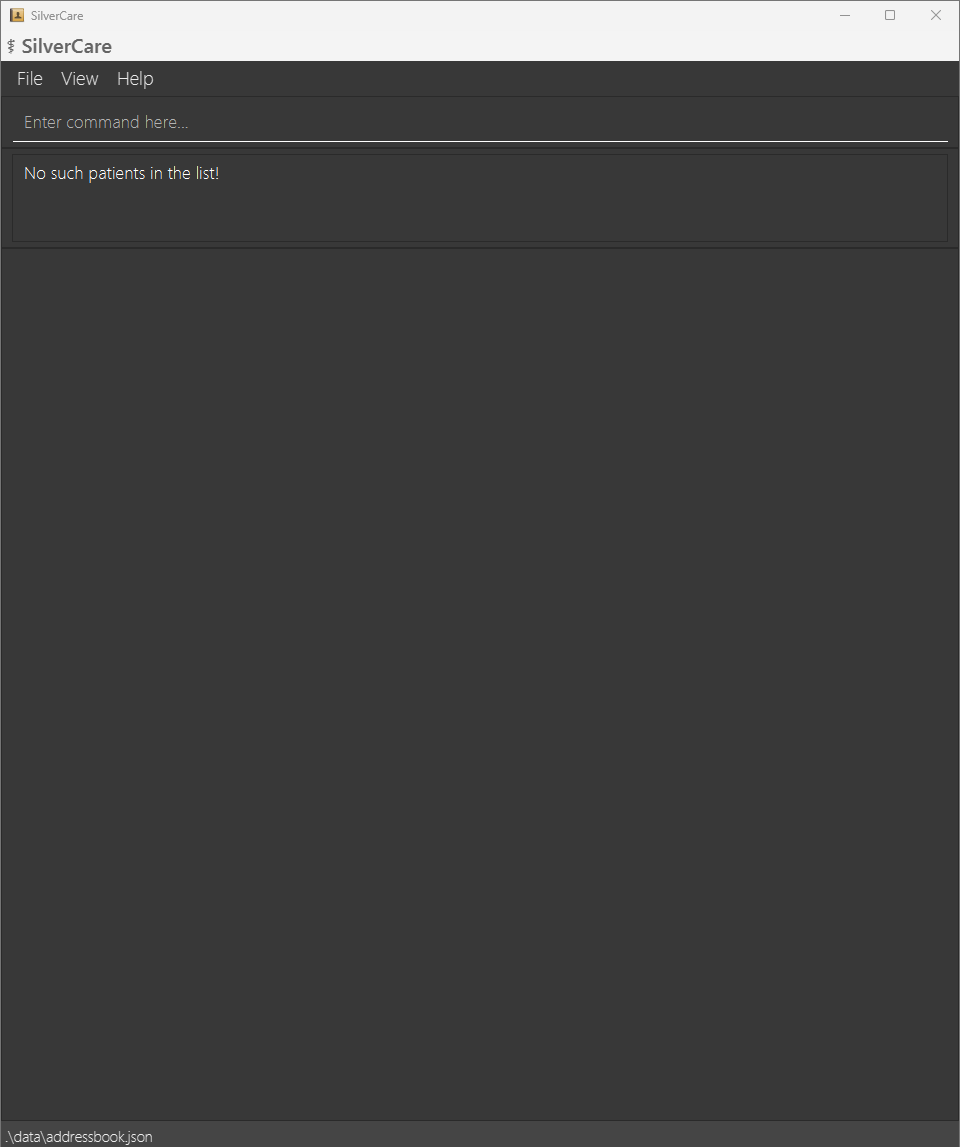 SilverCare
⚕ SilverCare
File View Help
Enter command here...
No such patients in the list!
.\data\addressbook.json